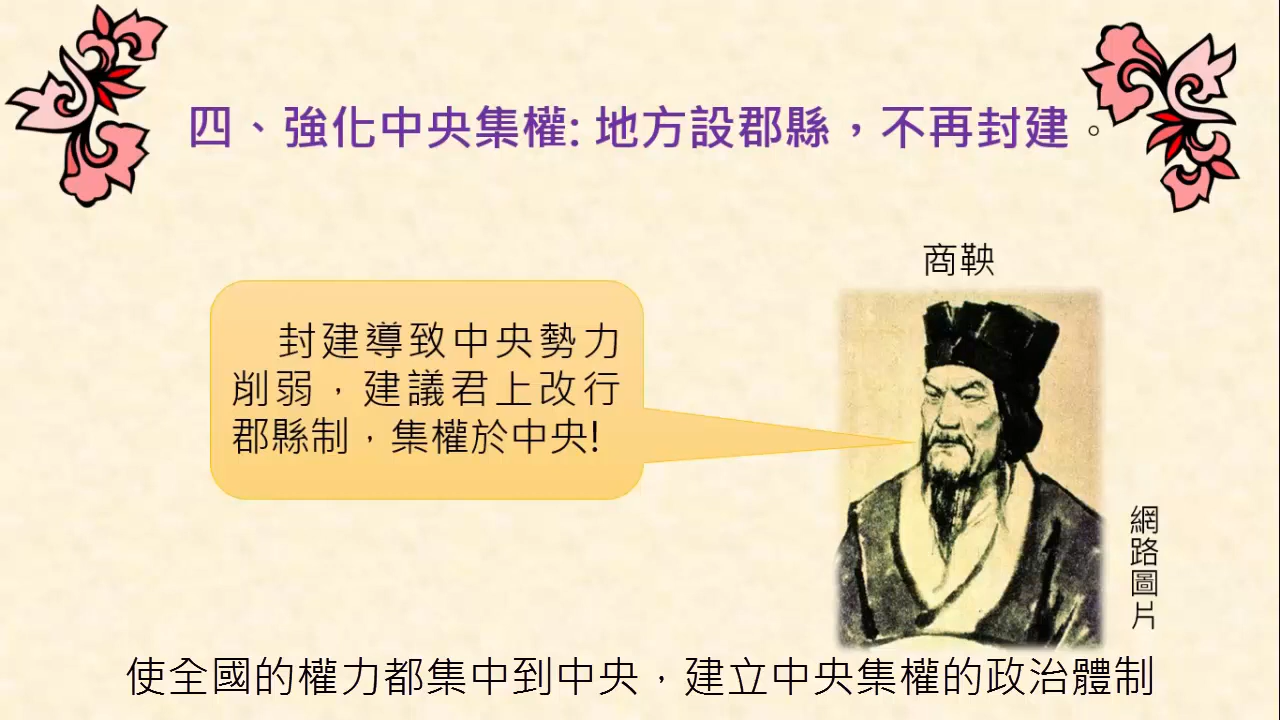 四、強化中央集權: 地方設郡縣，不再封建。
商鞅
封建導致中央勢力
削弱，建議君上改行
郡縣制，集權於中央!
網路圖片
使全國的權力都集中到中央，建立中央集權的政治體制